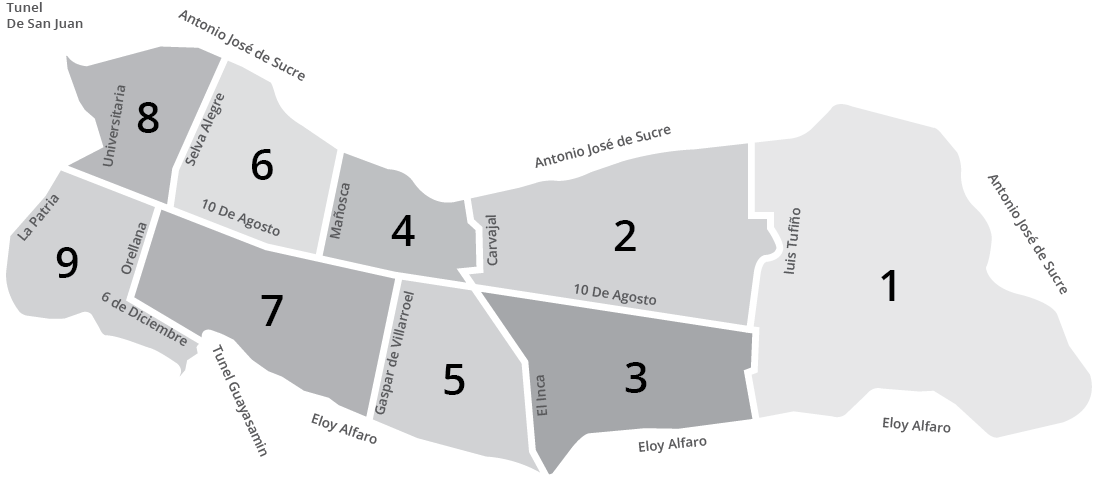 Tunel
De San Juan
Antonio José de Sucre
Universitaria
8
Selva Alegre
6
10 De Agosto
Mañosca
4
Antonio José de Sucre
Carvajal
2
10 De Agosto
luis Tufiño
1
Antonio José de Sucre
La Patria
9
Orellana
6 de Diciembre
7
Tunel Guayasamin
Gaspar de Villarroel
5
El Inca
3
Eloy Alfaro
Eloy Alfaro
Eloy Alfaro